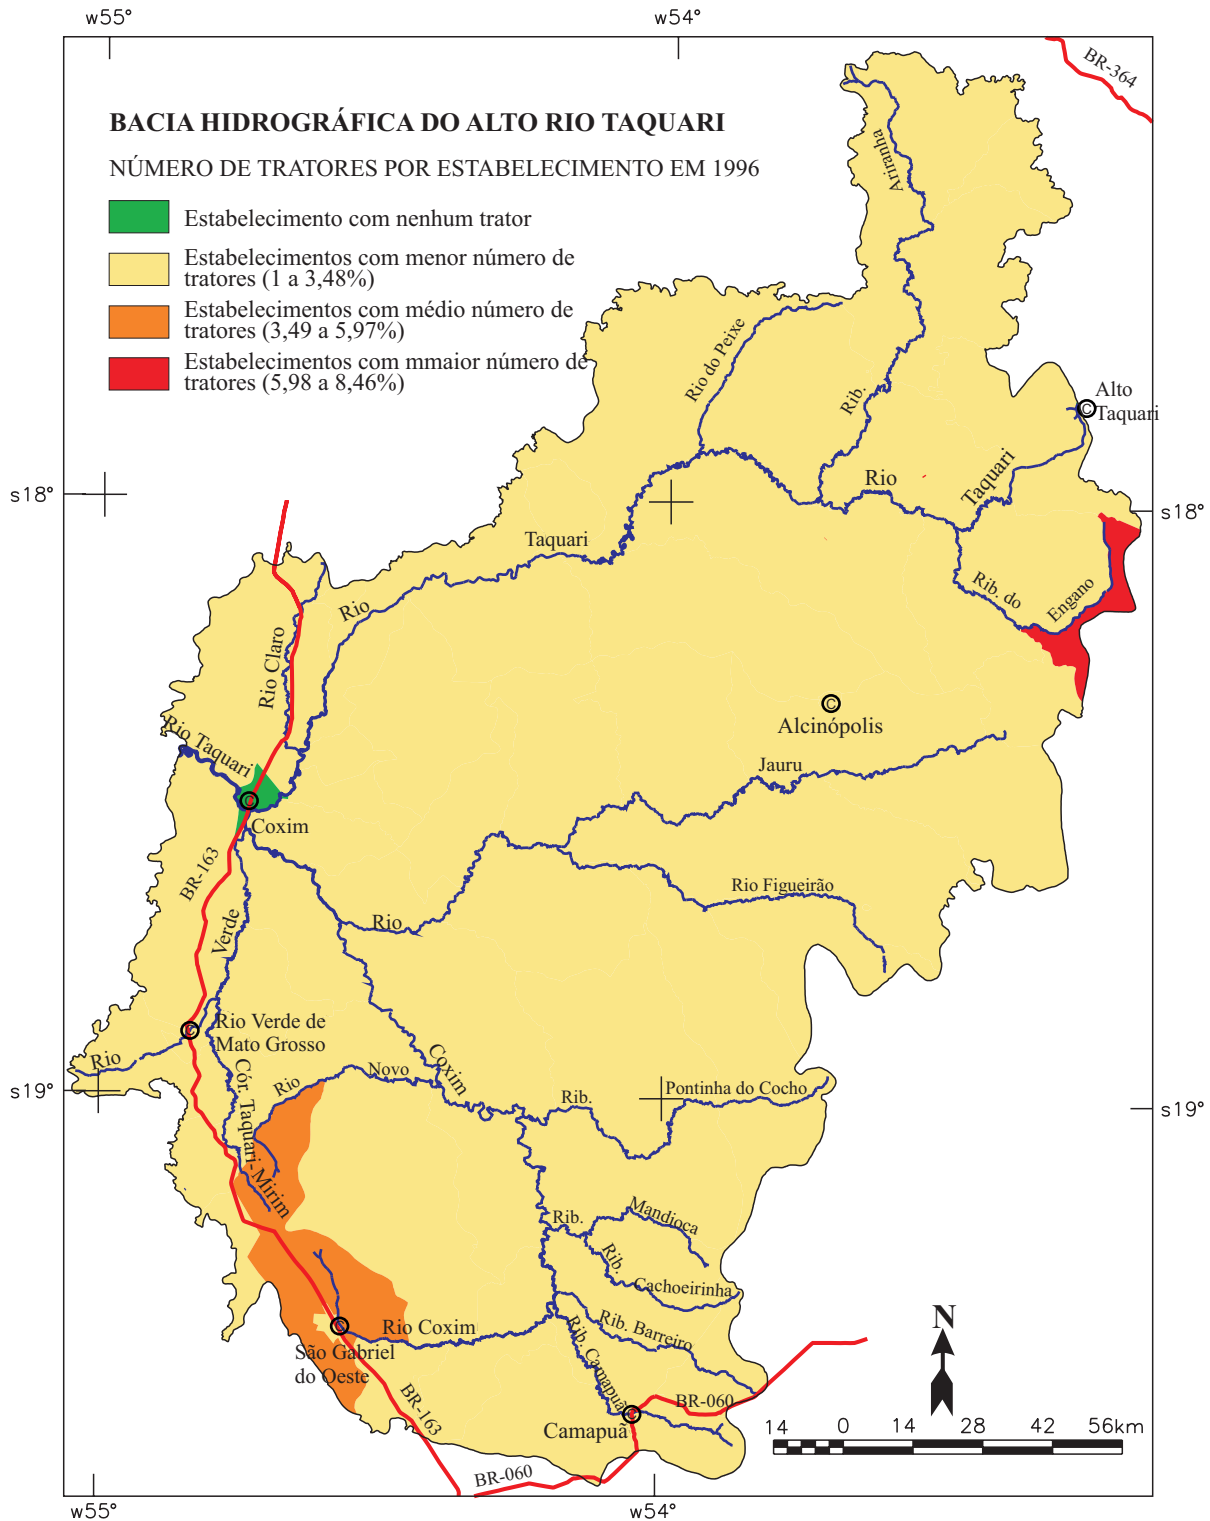 w55°
w54°
BR-364
BACIA HIDROGRÁFICA DO ALTO RIO TAQUARI
NÚMERO DE TRATORES POR ESTABELECIMENTO EM 1996
Estabelecimento com nenhum trator
Estabelecimentos com menor número de
tratores (1 a 3,48%)
Estabelecimentos com médio número de
tratores (3,49 a 5,97%)
Estabelecimentos com mmaior número de
tratores (5,98 a 8,46%)
Ariranha
Rib.
Rio do Peixe
Alto
Taquari
Rio
Taquari
s18°
s18°
Taquari
Rio
Rib. do
Engano
Rio Claro
Rio Taquari
Alcinópolis
Jauru
Coxim
BR-163
Rio Figueirão
Rio
Verde
Rio Verde de
Mato Grosso
Rio
Coxim
Novo
Rio
Cór. Taquari-Mirim
Rib.
Pontinha do Cocho
s19°
s19°
Rib.
Mandioca
Rib.
Cachoeirinha
Rib. Barreiro
Rib. Camapuã
Rio Coxim
São Gabriel
do Oeste
BR-163
BR-060
Camapuã
BR-060
N
14 0 14 28 42 56km
w55°
w54°
C
C
C
C
C
C